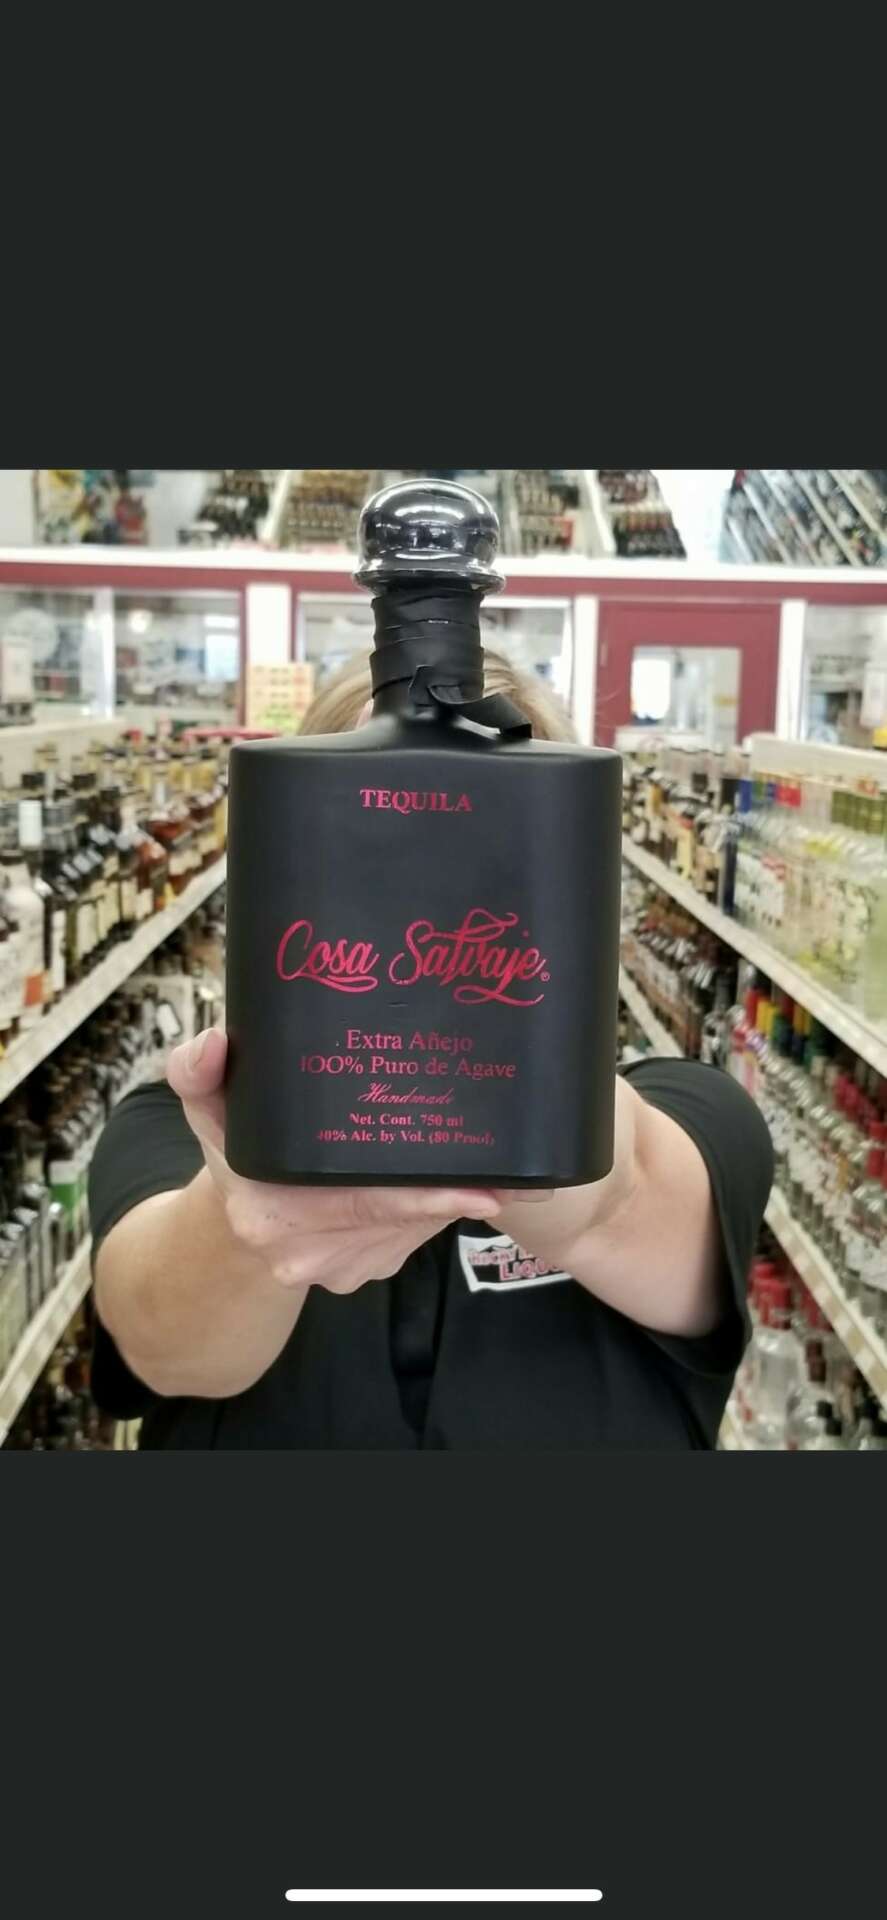 TEQUILA
Cosa Salvaje®
Extra Añejo
100% Puro de Agave
Handmade
Net. Cont. 750 ml
40% Alc. by Vol. (80 Proof)
LIQUOR